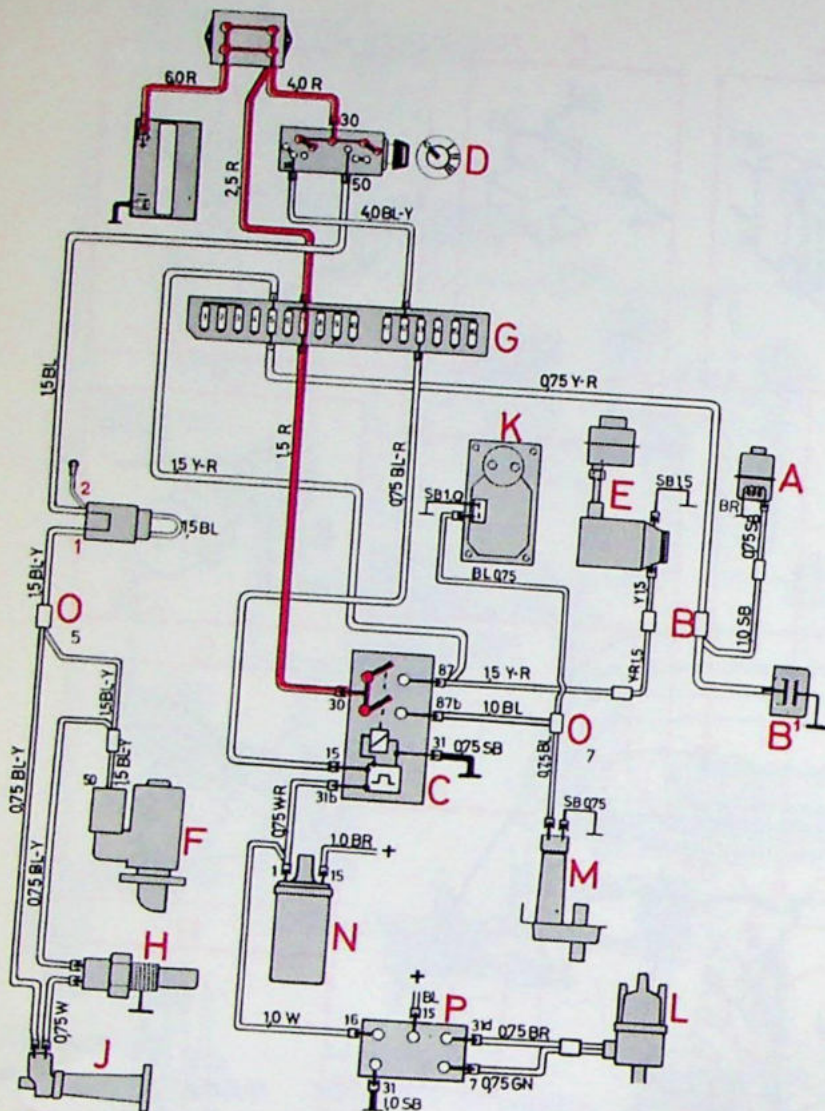 6,0 R
4,0 R
30
D
50
2,5 R
4,0 BL-Y
G
1,5 BL
0,75 Y-R
1,5 Y-R
1,5 R
0,75 BL-R
K
SB 1,0
E
SB 1,5
A
BR
0,75 SB
2
1
1,5 BL
BL 0,75
Y 1,5
1,5 BL-Y
O
5
B
1,0 SB
Y-R 1,5
87
1,5 Y-R
30
87b
1,0 BL
O
7
B¹
1,5 BL-Y
31
0,75 SB
15
C
31b
0,75 BL
SB 0,75
0,75 BL-Y
1,5 BL-Y
50
F
0,75 BL-Y
0,75 W-R
1,0 BR
+
1
15
M
N
H
+
BL
15
P
L
1,0 W
16
31d
0,75 BR
0,75 W
J
31
1,0 SB
7
0,75 GN